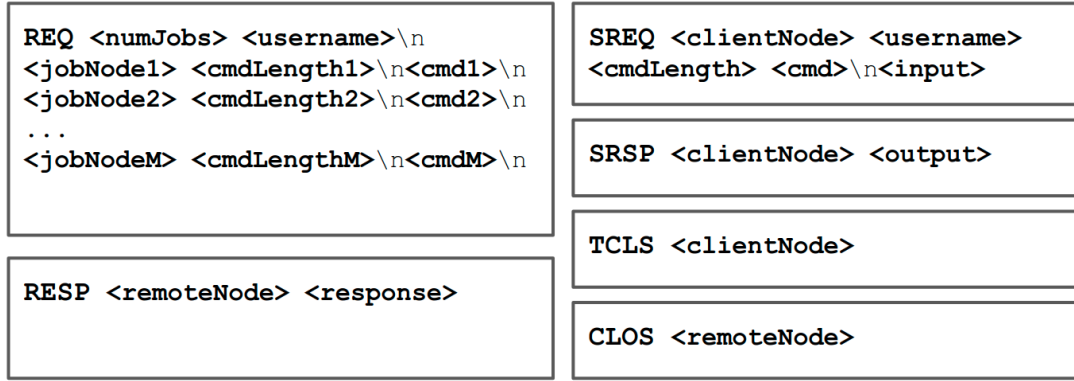 REQ <numJobs> <username>\n
<jobNode1> <cmdLength1>\n<cmd1>\n
<jobNode2> <cmdLength2>\n<cmd2>\n
...
<jobNodeM> <cmdLengthM>\n<cmdM>\n
RESP <remoteNode> <response>
SREQ <clientNode> <username>
<cmdLength> <cmd>\n<input>
SRSP <clientNode> <output>
TCLS <clientNode>
CLOS <remoteNode>